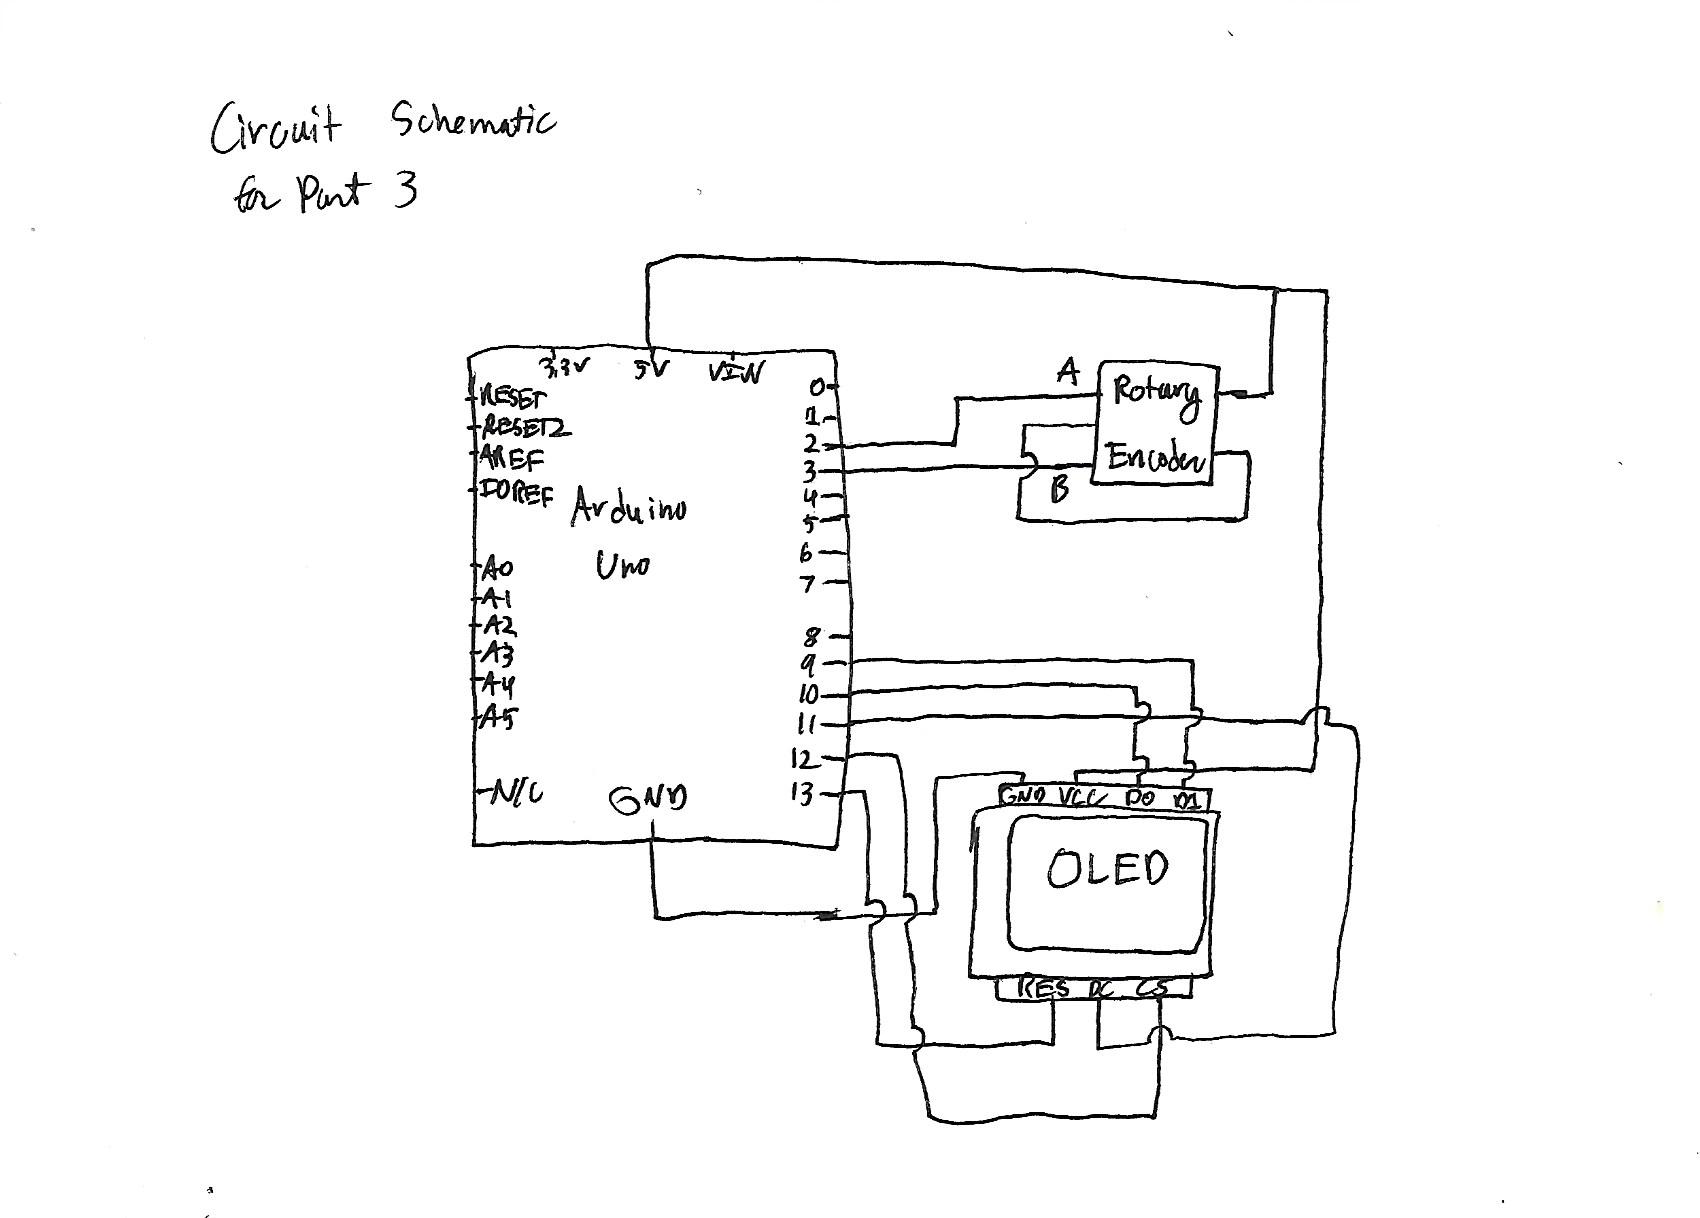 Circuit Schematic
for Part 3
3.3V 5V VIN
RESET
RESET2
AREF
IOREF
Arduino
Uno
A0
A1
A2
A3
A4
A5
N/C
GND
0
1
2
3
4
5
6
7
8
9
10
11
12
13
A
B
Rotary
Encoder
GND VCC D0 D1
OLED
RES DC CS